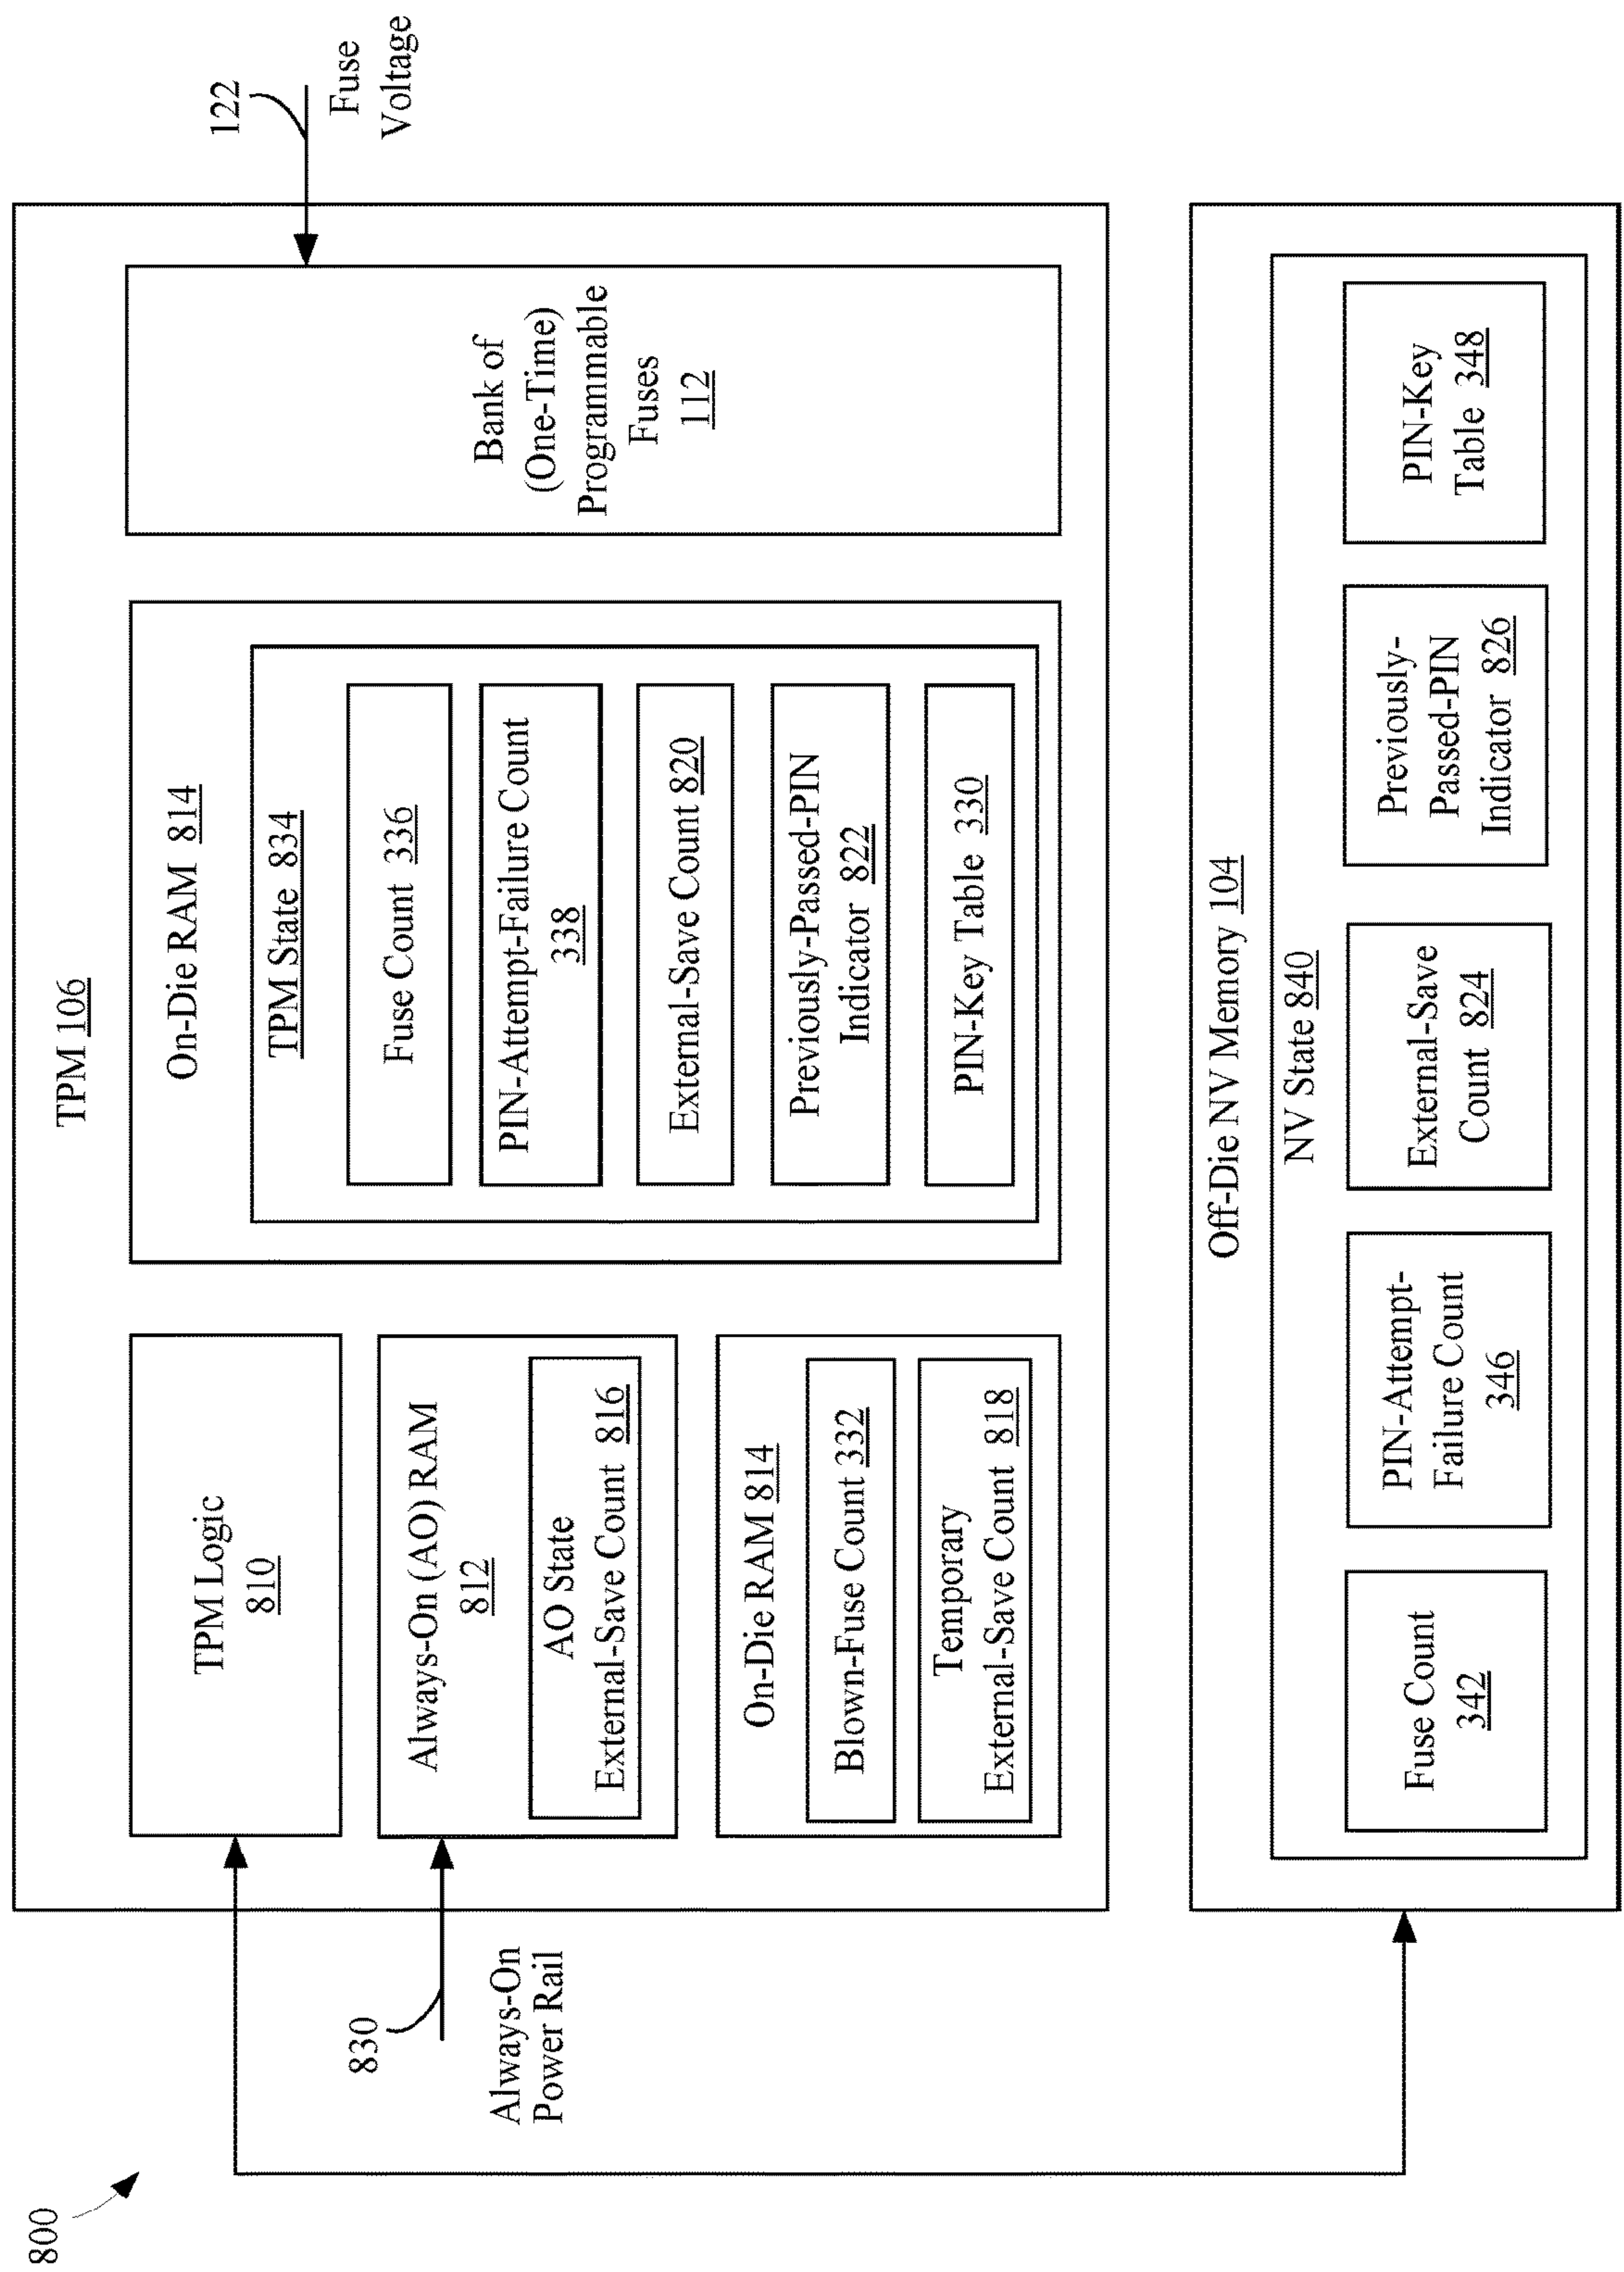 800
TPM 106
TPM Logic
810
Always-On (AO) RAM
812
AO State
External-Save Count 816
On-Die RAM 814
Blown-Fuse Count 332
Temporary
External-Save Count 818
830
Always-On
Power Rail
On-Die RAM 814
TPM State 834
Fuse Count 336
PIN-Attempt-Failure Count
338
External-Save Count 820
Previously-Passed-PIN
Indicator 822
PIN-Key Table 330
Bank of
(One-Time)
Programmable
Fuses
112
122
Fuse
Voltage
Off-Die NV Memory 104
NV State 840
Fuse Count
342
PIN-Attempt-
Failure Count
346
External-Save
Count 824
Previously-
Passed-PIN
Indicator 826
PIN-Key
Table 348